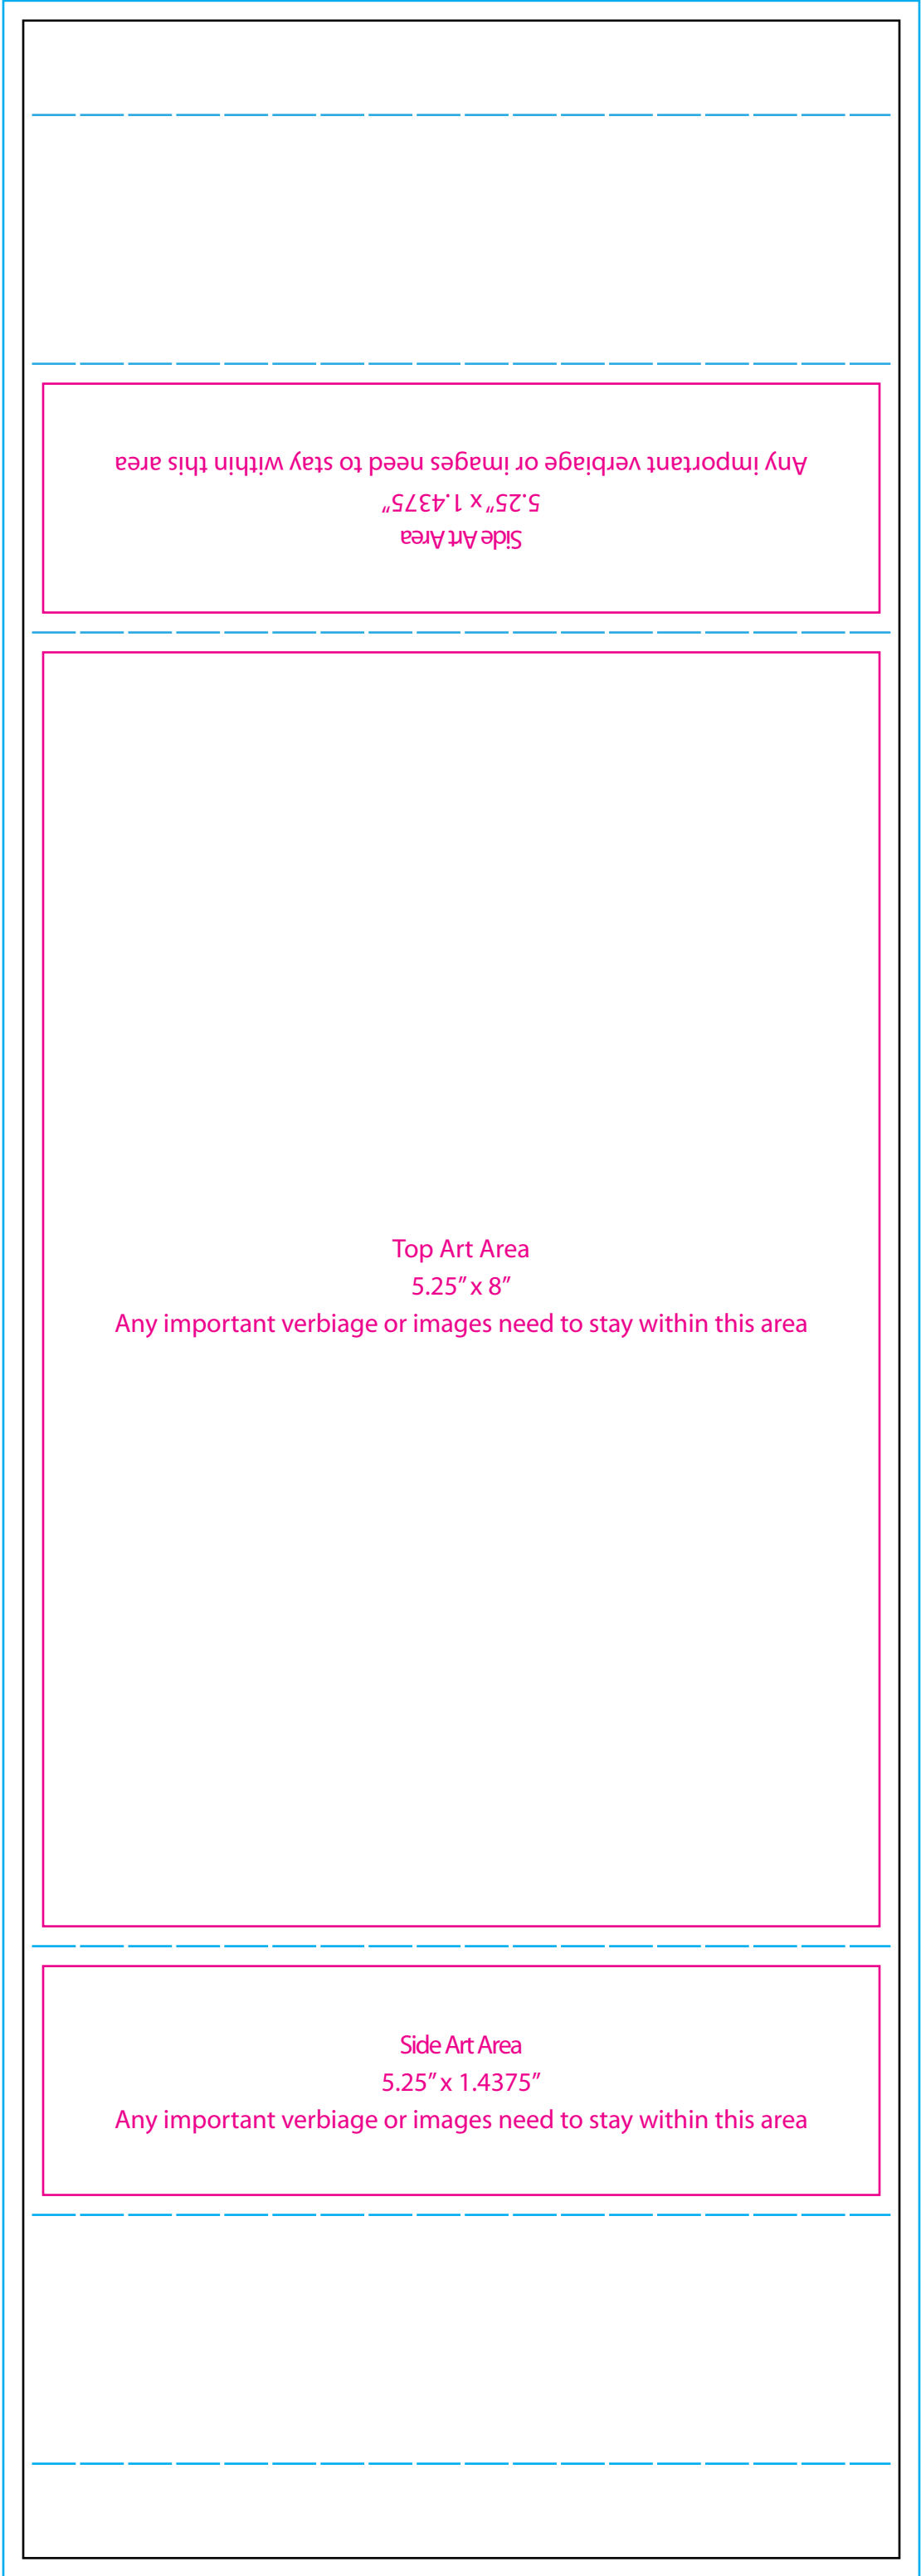 Side Art Area
5.25” x 1.4375”
Any important verbiage or images need to stay within this area
Top Art Area
5.25” x 8”
Any important verbiage or images need to stay within this area
Side Art Area
5.25” x 1.4375”
Any important verbiage or images need to stay within this area